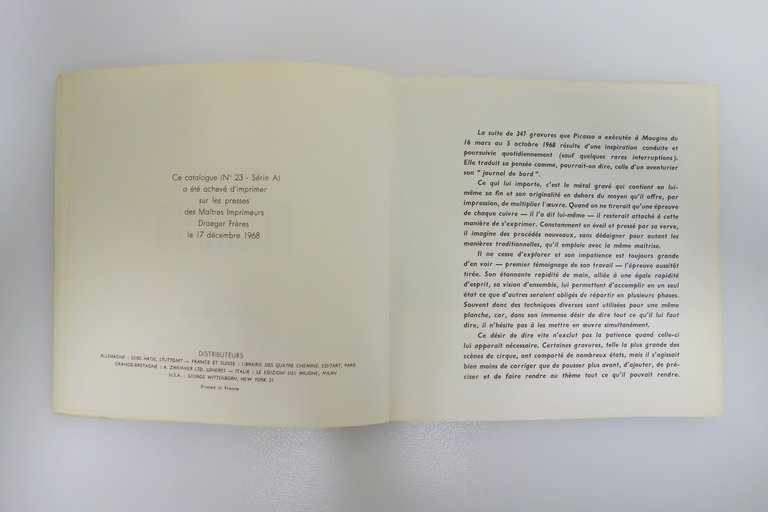 Ce catalogue (N° 23 - Série A)
a été achevé d'imprimer
sur les presses
des Maîtres Imprimeurs
Draeger Frères
le 17 décembre 1968
DISTRIBUTEURS
ALLEMAGNE : GERD HATJE, STUTTGART — FRANCE ET SUISSE : LIBRAIRIE DES QUATRE CHEMINS, EDITART, PARIS
GRANDE-BRETAGNE : A. ZWEMMER LTD, LONDRES — ITALIE : LE EDIZIONI DEL MILIONE, MILAN
U.S.A. : GEORGE WITTENBORN, NEW YORK 21
Printed in France
La suite de 347 gravures que Picasso a exécutée à Mougins du
16 mars au 5 octobre 1968 résulte d'une inspiration conduite et
poursuivie quotidiennement (sauf quelques rares interruptions).
Elle traduit sa pensée comme, pourrait-on dire, celle d'un aventurier
son " journal de bord ".
Ce qui lui importe, c'est le métal gravé qui contient en lui-
même sa fin et son originalité en dehors du moyen qu'il offre, par
impression, de multiplier l'œuvre. Quand on ne tirerait qu'une épreuve
de chaque cuivre — il l'a dit lui-même — il resterait attaché à cette
manière de s'exprimer. Constamment en éveil et pressé par sa verve,
il imagine des procédés nouveaux, sans dédaigner pour autant les
manières traditionnelles, qu'il emploie avec la même maîtrise.
Il ne cesse d'explorer et son impatience est toujours grande
d'en voir — premier témoignage de son travail — l'épreuve aussitôt
tirée. Son étonnante rapidité de main, alliée à une égale rapidité
d'esprit, sa vision d'ensemble, lui permettent d'accomplir en un seul
état ce que d'autres seraient obligés de répartir en plusieurs phases.
Souvent donc des techniques diverses sont utilisées pour une même
planche, car, dans son immense désir de dire tout ce qu'il lui faut
dire, il n'hésite pas à les mettre en œuvre simultanément.
Ce désir de dire vite n'exclut pas la patience quand celle-ci
lui apparait nécessaire. Certaines gravures, telle la plus grande des
scènes de cirque, ont comporté de nombreux états, mais il s'agissait
bien moins de corriger que de pousser plus avant, d'ajouter, de pré-
ciser et de faire rendre au thème tout ce qu'il pouvait rendre.